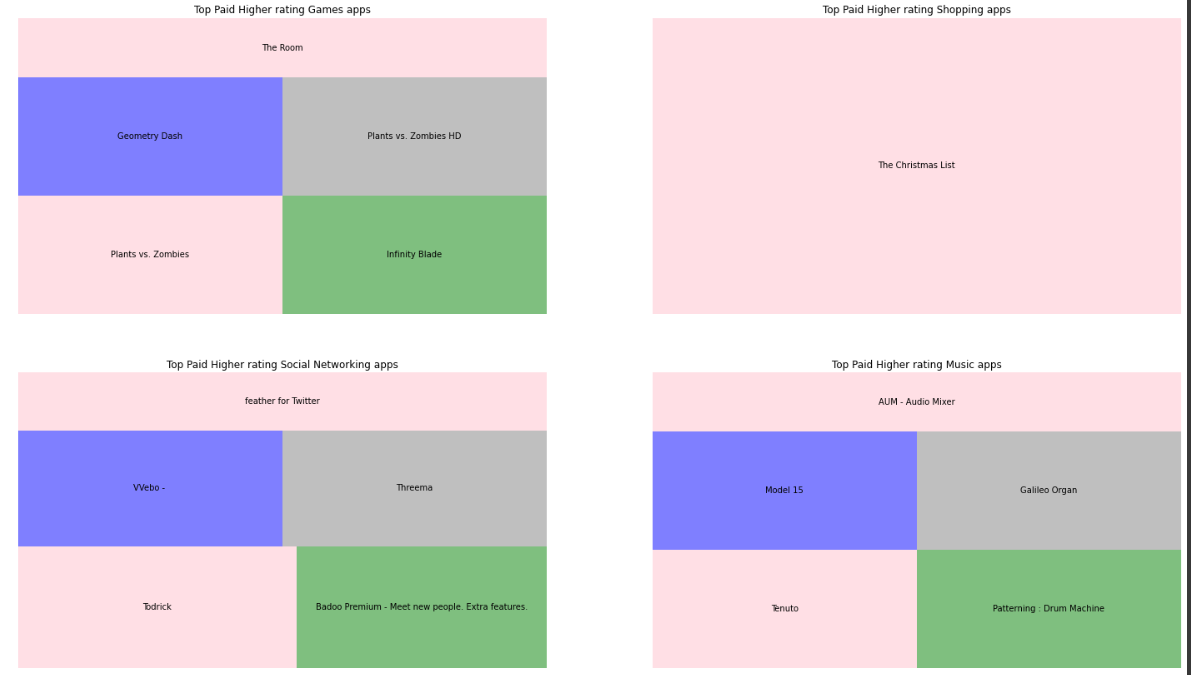 Top Paid Higher rating Games apps
The Room
Geometry Dash
Plants vs. Zombies HD
Plants vs. Zombies
Infinity Blade
Top Paid Higher rating Shopping apps
The Christmas List
Top Paid Higher rating Social Networking apps
feather for Twitter
VVebo -
Threema
Todrick
Badoo Premium - Meet new people. Extra features.
Top Paid Higher rating Music apps
AUM - Audio Mixer
Model 15
Galileo Organ
Tenuto
Patterning : Drum Machine